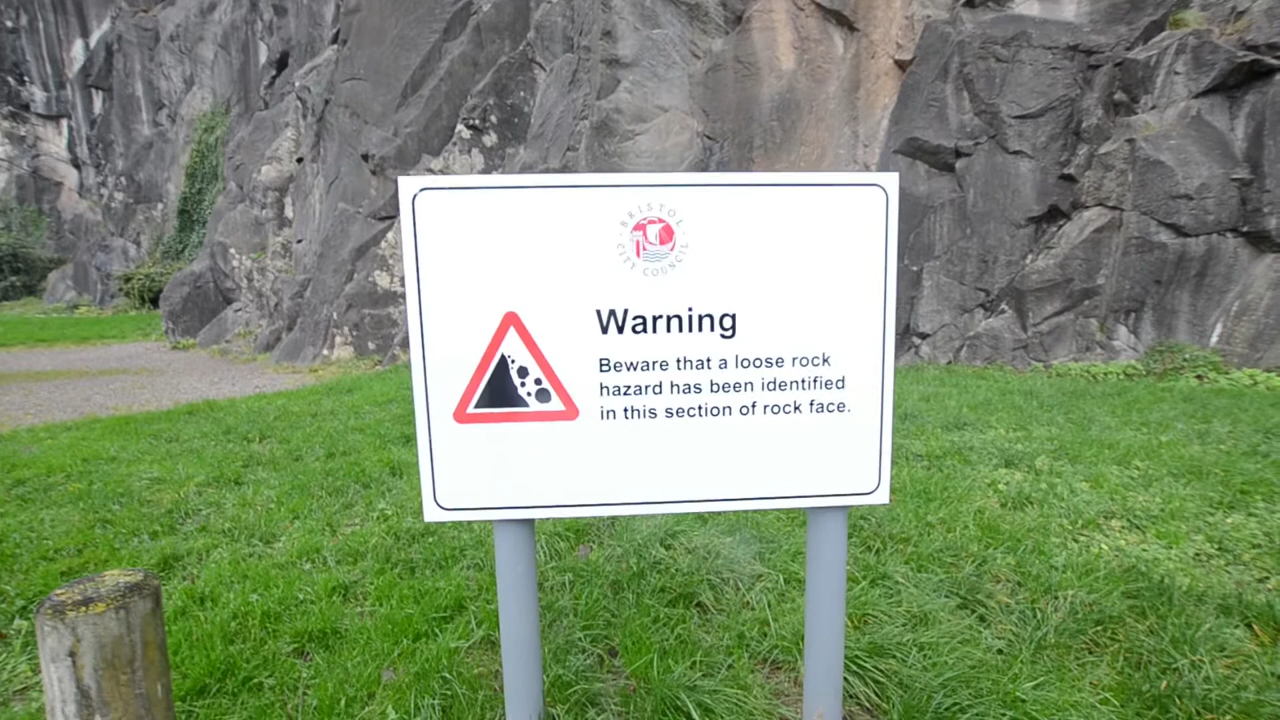 BRISTOL
CITY COUNCIL
Warning
Beware that a loose rock
hazard has been identified
in this section of rock face.